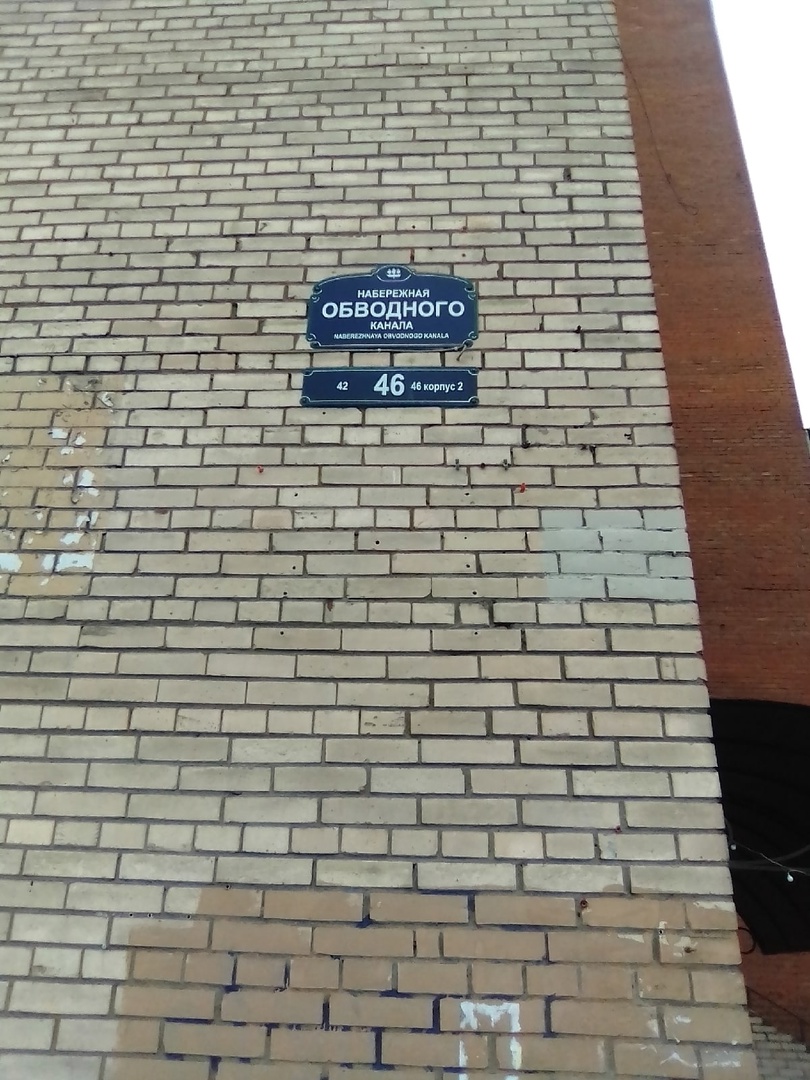 НАБЕРЕЖНАЯ
ОБВОДНОГО
КАНАЛА
NABEREZHNAYA OBVODNOGO KANALA
42 46 46 корпус 2